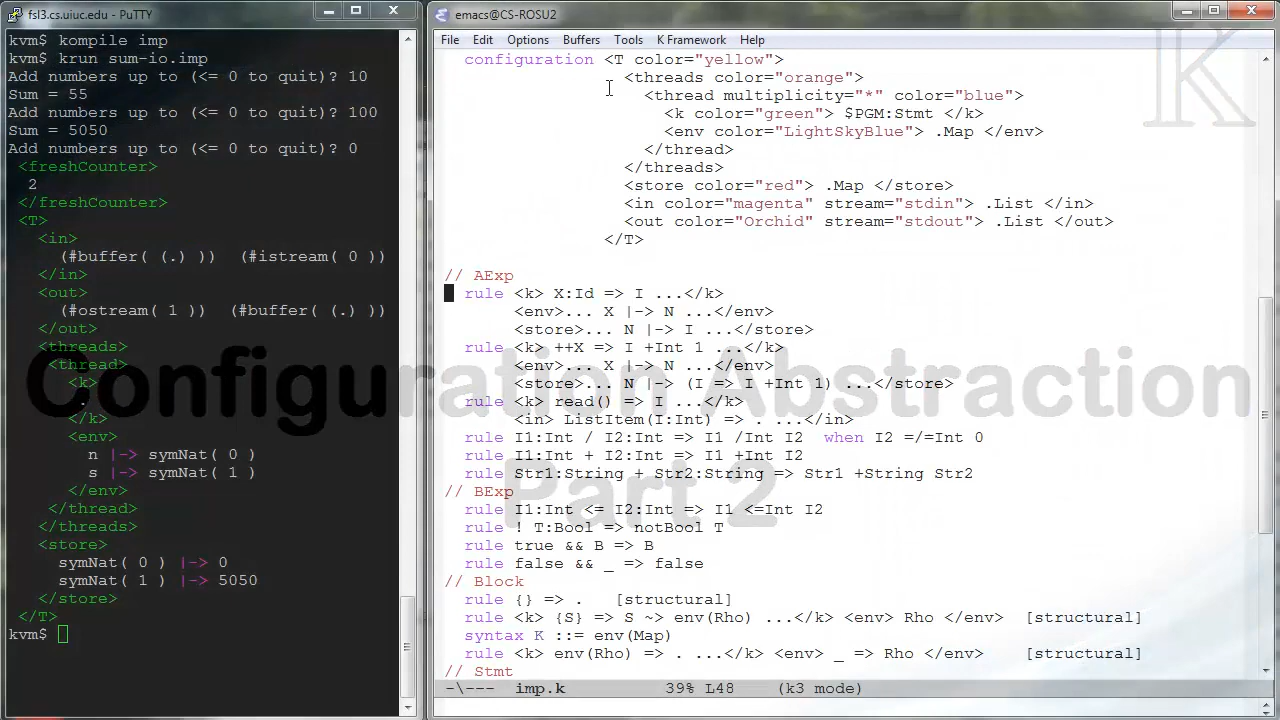 fsl3.cs.uiuc.edu - PuTTY
kvm$ kompile imp
kvm$ krun sum-io.imp
Add numbers up to (<= 0 to quit)? 10
Sum = 55
Add numbers up to (<= 0 to quit)? 100
Sum = 5050
Add numbers up to (<= 0 to quit)? 0
<freshCounter>
2
</freshCounter>
<T>
<in>
(#buffer( (.) )) (#istream( 0 ))
</in>
<out>
(#ostream( 1 )) (#buffer( (.) ))
</out>
<threads>
<thread>
<k>
.
</k>
<env>
n |-> symNat( 0 )
s |-> symNat( 1 )
</env>
</thread>
</threads>
<store>
symNat( 0 ) |-> 0
symNat( 1 ) |-> 5050
</store>
</T>
kvm$
emacs@CS-ROSU2
File Edit Options Buffers Tools K Framework Help
configuration <T color="yellow">
<threads color="orange">
<thread multiplicity="*" color="blue">
<k color="green"> $PGM:Stmt </k>
<env color="LightSkyBlue"> .Map </env>
</thread>
</threads>
<store color="red"> .Map </store>
<in color="magenta" stream="stdin"> .List </in>
<out color="Orchid" stream="stdout"> .List </out>
</T>
// AExp
rule <k> X:Id => I ...</k>
<env>... X |-> N ...</env>
<store>... N |-> I ...</store>
rule <k> ++X => I +Int 1 ...</k>
<env>... X |-> N ...</env>
<store>... N |-> (I => I +Int 1) ...</store>
rule <k> read() => I ...</k>
<in> ListItem(I:Int) => . ...</in>
rule I1:Int / I2:Int => I1 /Int I2 when I2 =/=Int 0
rule I1:Int + I2:Int => I1 +Int I2
rule Str1:String + Str2:String => Str1 +String Str2
// BExp
rule I1:Int <= I2:Int => I1 <=Int I2
rule ! T:Bool => notBool T
rule true && B => B
rule false && _ => false
// Block
rule {} => . [structural]
rule <k> {S} => S ~> env(Rho) ...</k> <env> Rho </env> [structural]
syntax K ::= env(Map)
rule <k> env(Rho) => . ...</k> <env> _ => Rho </env> [structural]
// Stmt
-\--- imp.k 39% L48 (k3 mode)
K
Configuration Abstraction
Part 2